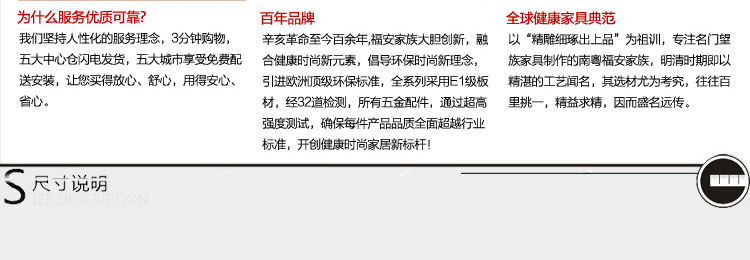 为什么服务优质可靠?
我们坚持人性化的服务理念，3分钟购物，
五大中心仓闪电发货，五大城市享受免费配
送安装，让您买得放心、舒心，用得安心、
省心。
百年品牌
辛亥革命至今百余年,福安家族大胆创新，融
合健康时尚新元素，倡导环保时尚新理念，
引进欧洲顶级环保标准，全系列采用E1级板
材，经32道检测，所有五金配件，通过超高
强度测试，确保每件产品品质全面超越行业
标准，开创健康时尚家居新标杆！
全球健康家具典范
以“精雕细琢出上品”为祖训，专注名门望
族家具制作的南粤福安家族，明清时期即以
精湛的工艺闻名，其选材尤为考究，往往百
里挑一，精益求精，因而盛名远传。
S 尺寸说明
IZE DESCRIPTION